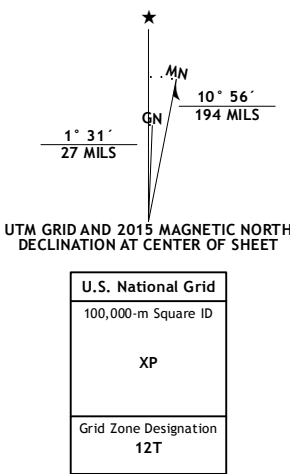 ★
MN
GN
1° 31´
27 MILS
10° 56´
194 MILS
UTM GRID AND 2015 MAGNETIC NORTH
DECLINATION AT CENTER OF SHEET
U.S. National Grid
100,000-m Square ID
XP
Grid Zone Designation
12T